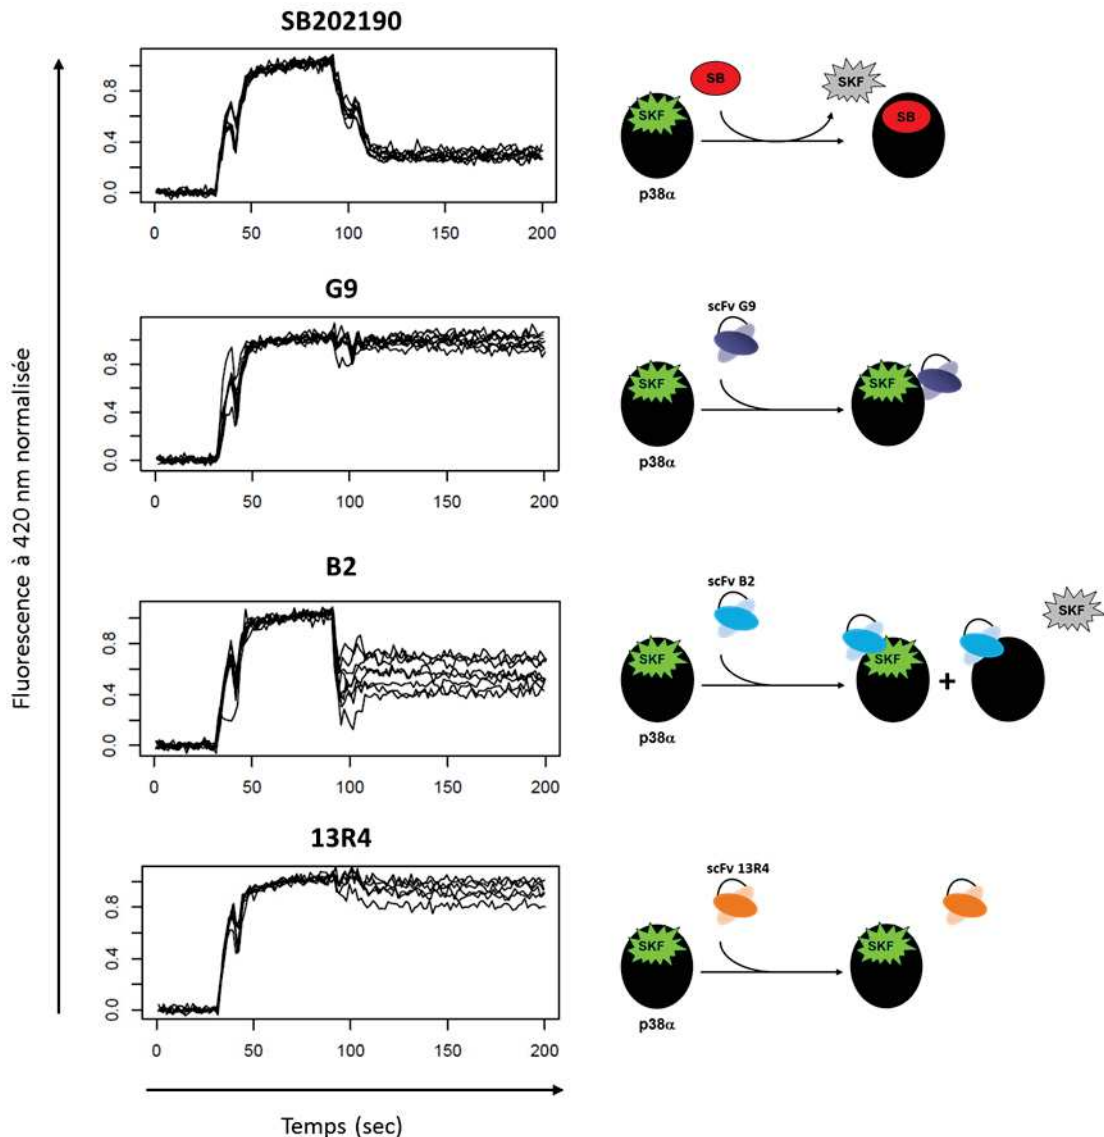 Fluorescence à 420 nm normalisée
SB202190
0.0 0.4 0.8
0 50 100 150 200
SKF
p38α
SB
SKF
SB
G9
0.0 0.4 0.8
0 50 100 150 200
SKF
p38α
scFv G9
SKF
B2
0.0 0.4 0.8
0 50 100 150 200
SKF
p38α
scFv B2
SKF
+
SKF
13R4
0.0 0.4 0.8
0 50 100 150 200
SKF
p38α
scFv 13R4
SKF
Temps (sec)